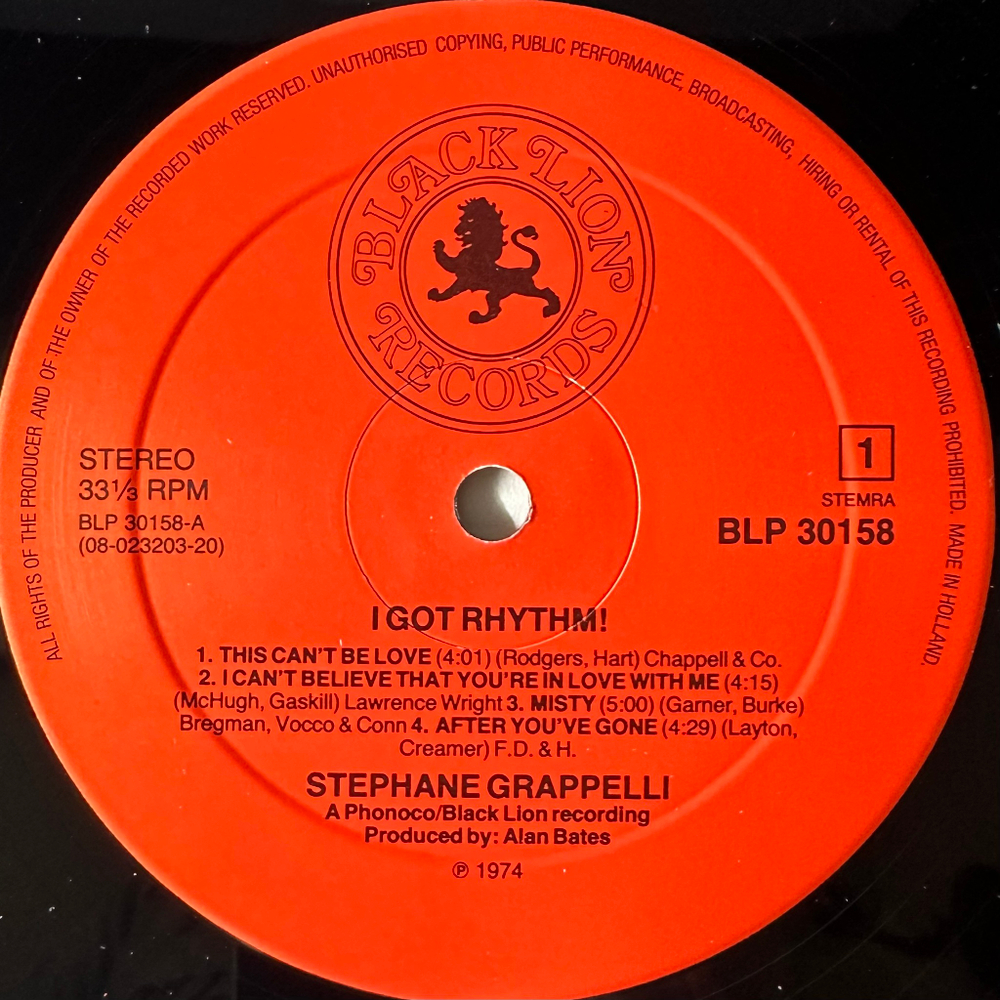 ALL RIGHTS OF THE PRODUCER AND OF THE OWNER OF THE RECORDED WORK RESERVED. UNAUTHORISED COPYING, PUBLIC PERFORMANCE, BROADCASTING, HIRING OR RENTAL OF THIS RECORDING PROHIBITED. MADE IN HOLLAND.
BLACK LION
RECORDS
STEREO
33⅓ RPM
BLP 30158-A
(08-023203-20)
1
STEMRA
BLP 30158
I GOT RHYTHM!
1. THIS CAN'T BE LOVE (4:01) (Rodgers, Hart) Chappell & Co.
2. I CAN'T BELIEVE THAT YOU'RE IN LOVE WITH ME (4:15)
(McHugh, Gaskill) Lawrence Wright 3. MISTY (5:00) (Garner, Burke)
Bregman, Vocco & Conn 4. AFTER YOU'VE GONE (4:29) (Layton,
Creamer) F.D. & H.
STEPHANE GRAPPELLI
A Phonoco/Black Lion recording
Produced by: Alan Bates
℗ 1974